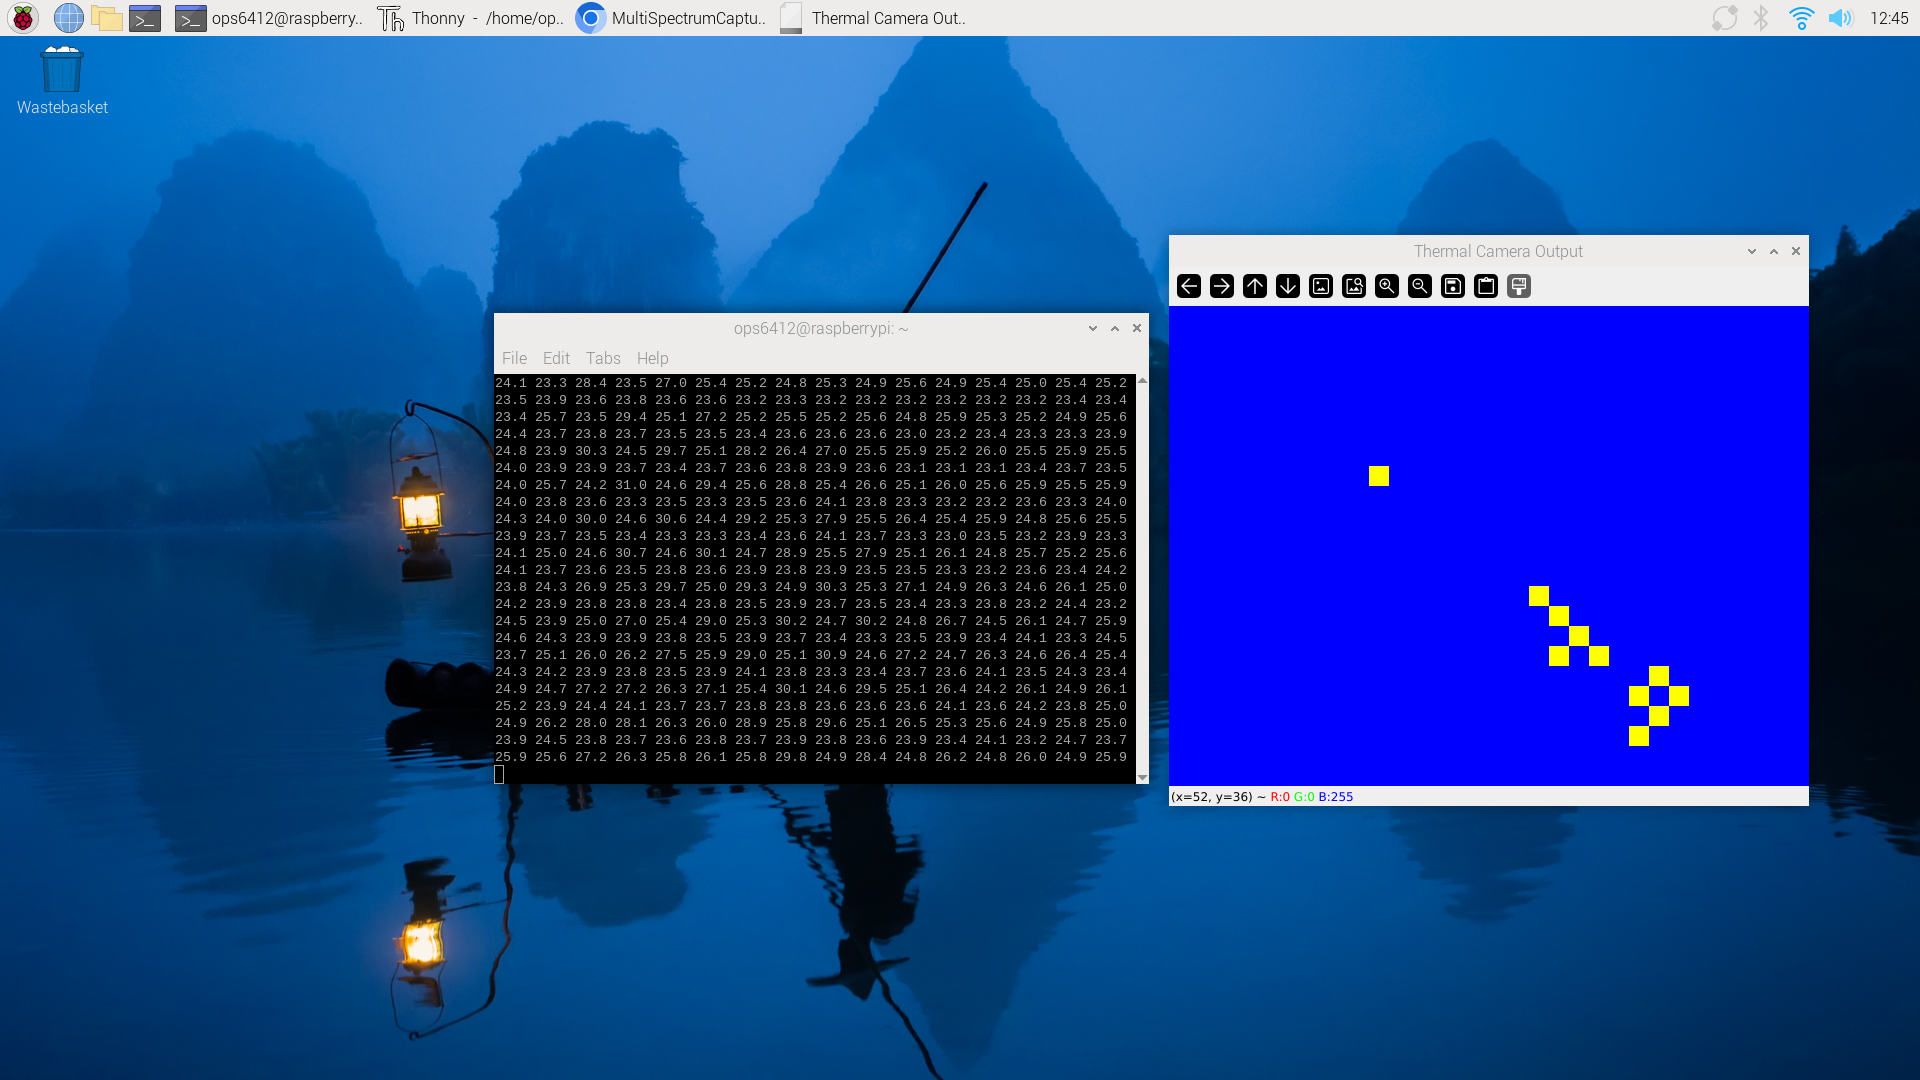 ops6412@raspberry..
Thonny - /home/op..
MultiSpectrumCaptu..
Thermal Camera Out..
12:45
Wastebasket
Thermal Camera Output
ops6412@raspberrypi: ~
File Edit Tabs Help
24.1 23.3 28.4 23.5 27.0 25.4 25.2 24.8 25.3 24.9 25.6 24.9 25.4 25.0 25.4 25.2
23.5 23.9 23.6 23.8 23.6 23.6 23.2 23.3 23.2 23.2 23.2 23.2 23.2 23.2 23.4 23.4
23.4 25.7 23.5 29.4 25.1 27.2 25.2 25.5 25.2 25.6 24.8 25.9 25.3 25.2 24.9 25.6
24.4 23.7 23.8 23.7 23.5 23.5 23.4 23.6 23.6 23.6 23.0 23.2 23.4 23.3 23.3 23.9
24.8 23.9 30.3 24.5 29.7 25.1 28.2 26.4 27.0 25.5 25.9 25.2 26.0 25.5 25.9 25.5
24.0 23.9 23.9 23.7 23.4 23.7 23.6 23.8 23.9 23.6 23.1 23.1 23.1 23.4 23.7 23.5
24.0 25.7 24.2 31.0 24.6 29.4 25.6 28.8 25.4 26.6 25.1 26.0 25.6 25.9 25.5 25.9
24.0 23.8 23.6 23.3 23.5 23.3 23.5 23.6 24.1 23.8 23.3 23.2 23.2 23.6 23.3 24.0
24.3 24.0 30.0 24.6 30.6 24.4 29.2 25.3 27.9 25.5 26.4 25.4 25.9 24.8 25.6 25.5
23.9 23.7 23.5 23.4 23.3 23.3 23.4 23.6 24.1 23.7 23.3 23.0 23.5 23.2 23.9 23.3
24.1 25.0 24.6 30.7 24.6 30.1 24.7 28.9 25.5 27.9 25.1 26.1 24.8 25.7 25.2 25.6
24.1 23.7 23.6 23.5 23.8 23.6 23.9 23.8 23.9 23.5 23.5 23.3 23.2 23.6 23.4 24.2
23.8 24.3 26.9 25.3 29.7 25.0 29.3 24.9 30.3 25.3 27.1 24.9 26.3 24.6 26.1 25.0
24.2 23.9 23.8 23.8 23.4 23.8 23.5 23.9 23.7 23.5 23.4 23.3 23.8 23.2 24.4 23.2
24.5 23.9 25.0 27.0 25.4 29.0 25.3 30.2 24.7 30.2 24.8 26.7 24.5 26.1 24.7 25.9
24.6 24.3 23.9 23.9 23.8 23.5 23.9 23.7 23.4 23.3 23.5 23.9 23.4 24.1 23.3 24.5
23.7 25.1 26.0 26.2 27.5 25.9 29.0 25.1 30.9 24.6 27.2 24.7 26.3 24.6 26.4 25.4
24.3 24.2 23.9 23.8 23.5 23.9 24.1 23.8 23.3 23.4 23.7 23.6 24.1 23.5 24.3 23.4
24.9 24.7 27.2 27.2 26.3 27.1 25.4 30.1 24.6 29.5 25.1 26.4 24.2 26.1 24.9 26.1
25.2 23.9 24.4 24.1 23.7 23.7 23.8 23.8 23.6 23.6 23.6 24.1 23.6 24.2 23.8 25.0
24.9 26.2 28.0 28.1 26.3 26.0 28.9 25.8 29.6 25.1 26.5 25.3 25.6 24.9 25.8 25.0
23.9 24.5 23.8 23.7 23.6 23.8 23.7 23.9 23.8 23.6 23.9 23.4 24.1 23.2 24.7 23.7
25.9 25.6 27.2 26.3 25.8 26.1 25.8 29.8 24.9 28.4 24.8 26.2 24.8 26.0 24.9 25.9
(x=52, y=36) ~ R:0 G:0 B:255